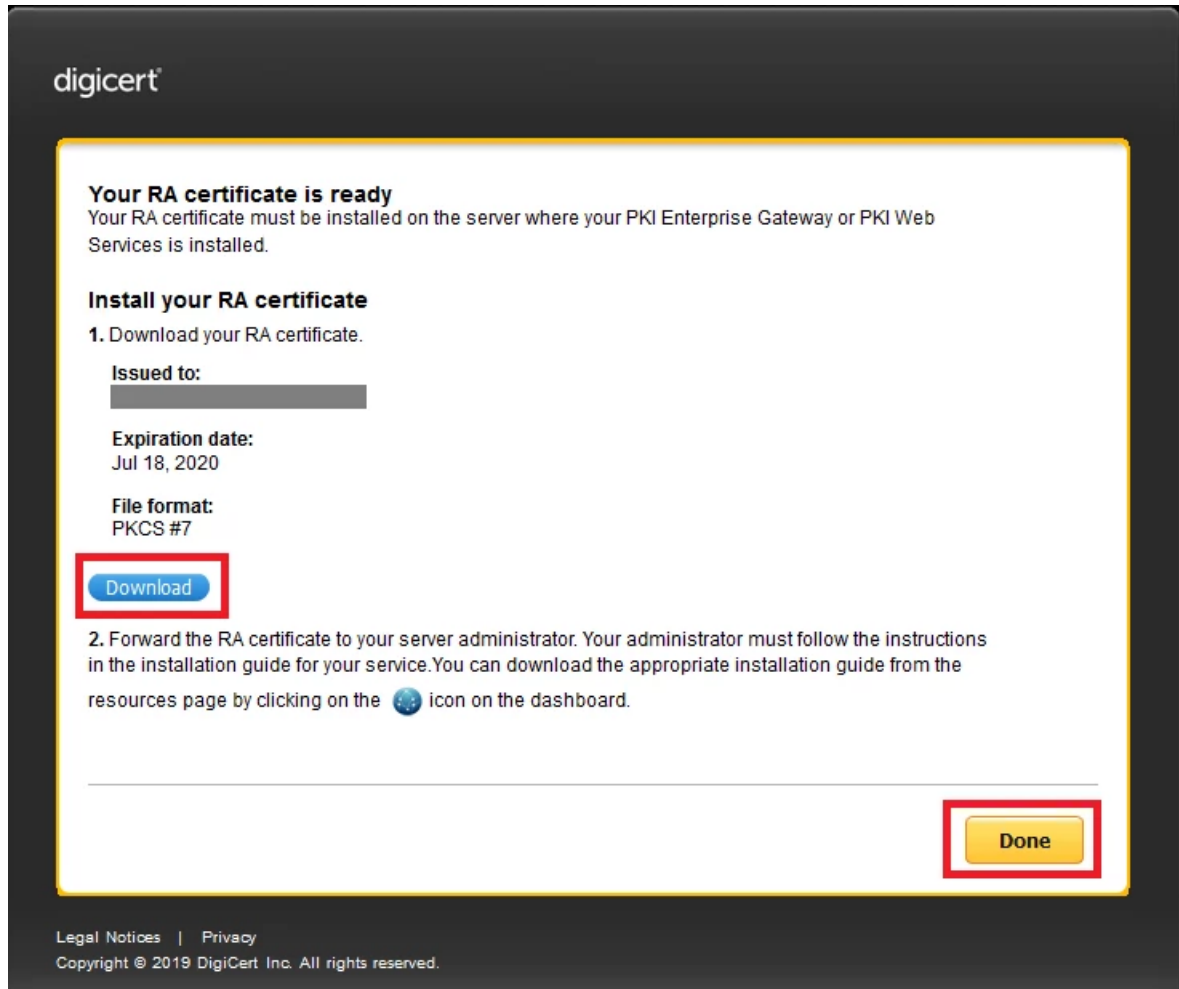 digicert®
Your RA certificate is ready
Your RA certificate must be installed on the server where your PKI Enterprise Gateway or PKI Web
Services is installed.
Install your RA certificate
1. Download your RA certificate.
Issued to:
Expiration date:
Jul 18, 2020
File format:
PKCS #7
Download
2. Forward the RA certificate to your server administrator. Your administrator must follow the instructions
in the installation guide for your service.You can download the appropriate installation guide from the
resources page by clicking on the icon on the dashboard.
Done
Legal Notices | Privacy
Copyright © 2019 DigiCert Inc. All rights reserved.